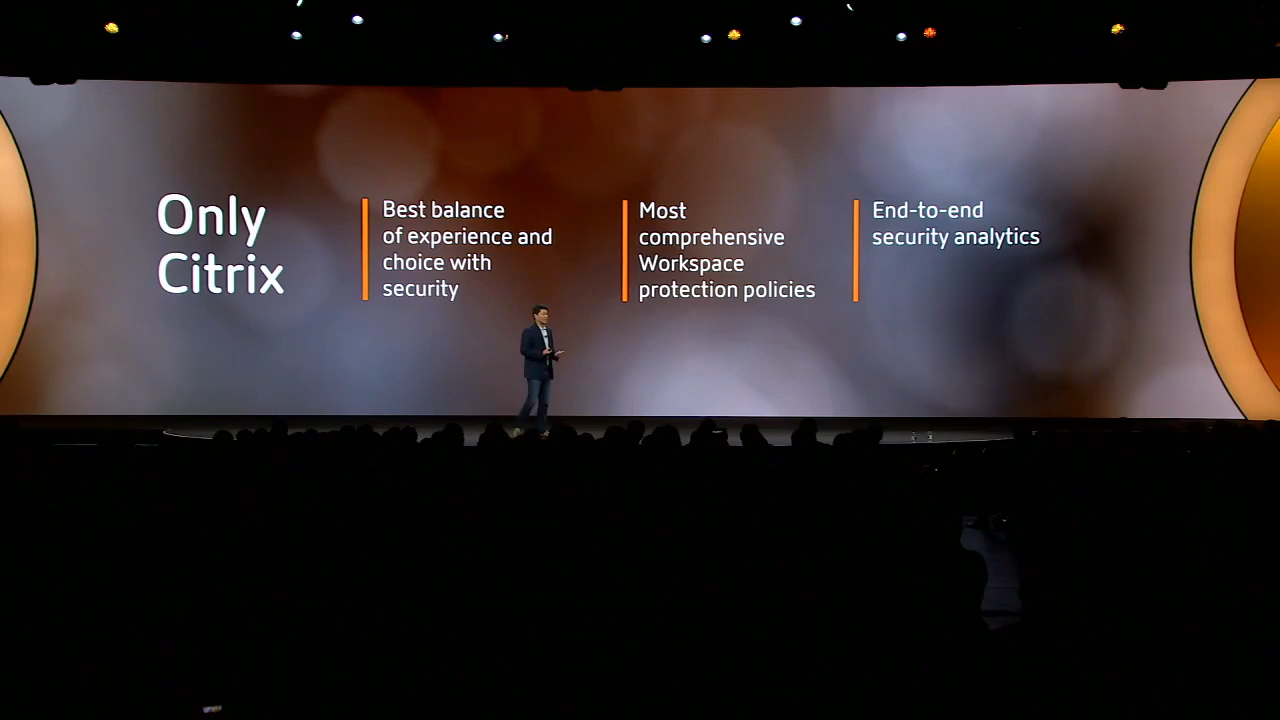 Only
Citrix
Best balance
of experience and
choice with
security
Most
comprehensive
Workspace
protection policies
End-to-end
security analytics